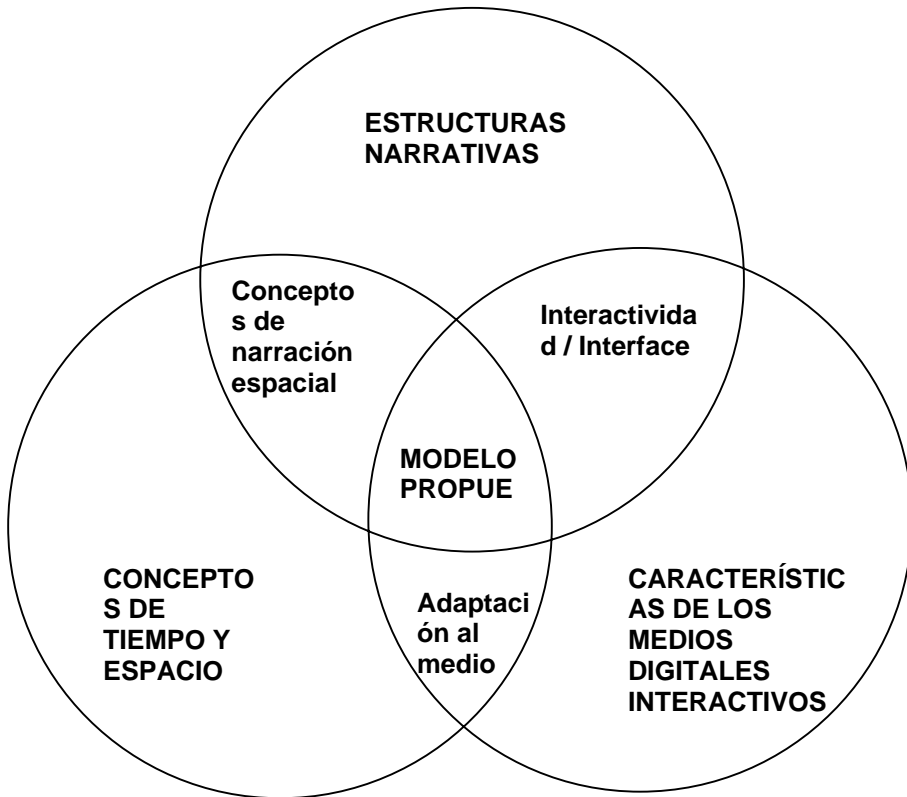 ESTRUCTURAS
NARRATIVAS
Concepto
s de
narración
espacial
Interactivida
d / Interface
MODELO
PROPUE
CONCEPTO
S DE
TIEMPO Y
ESPACIO
Adaptaci
ón al
medio
CARACTERÍSTIC
AS DE LOS
MEDIOS
DIGITALES
INTERACTIVOS